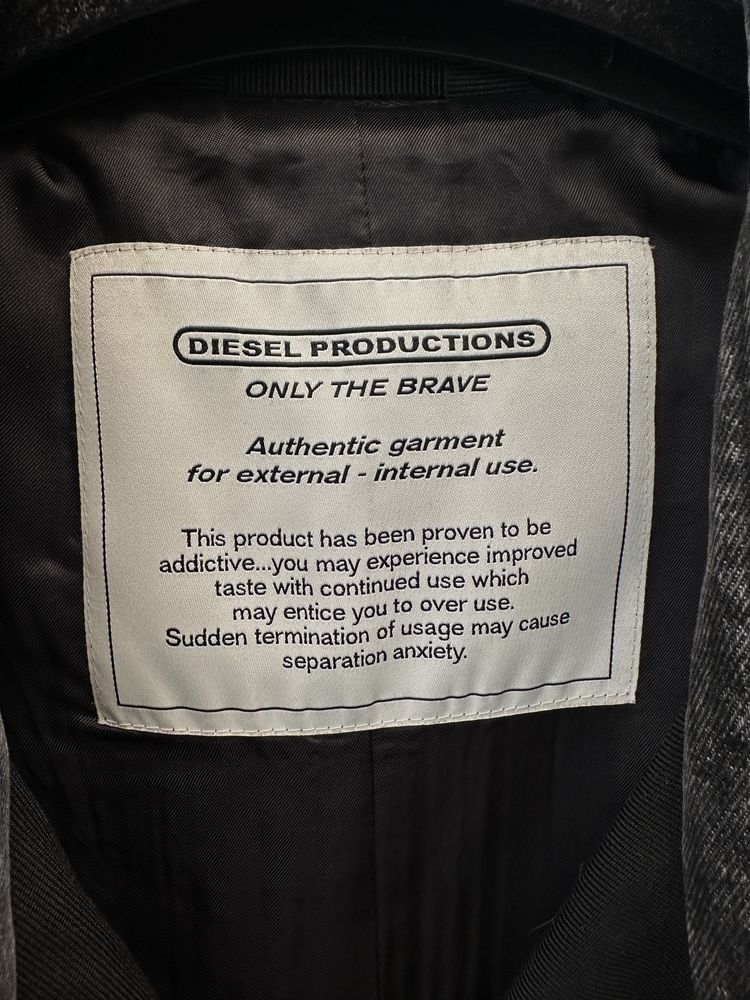 DIESEL PRODUCTIONS
ONLY THE BRAVE
Authentic garment
for external - internal use.
This product has been proven to be
addictive...you may experience improved
taste with continued use which
may entice you to over use.
Sudden termination of usage may cause
separation anxiety.